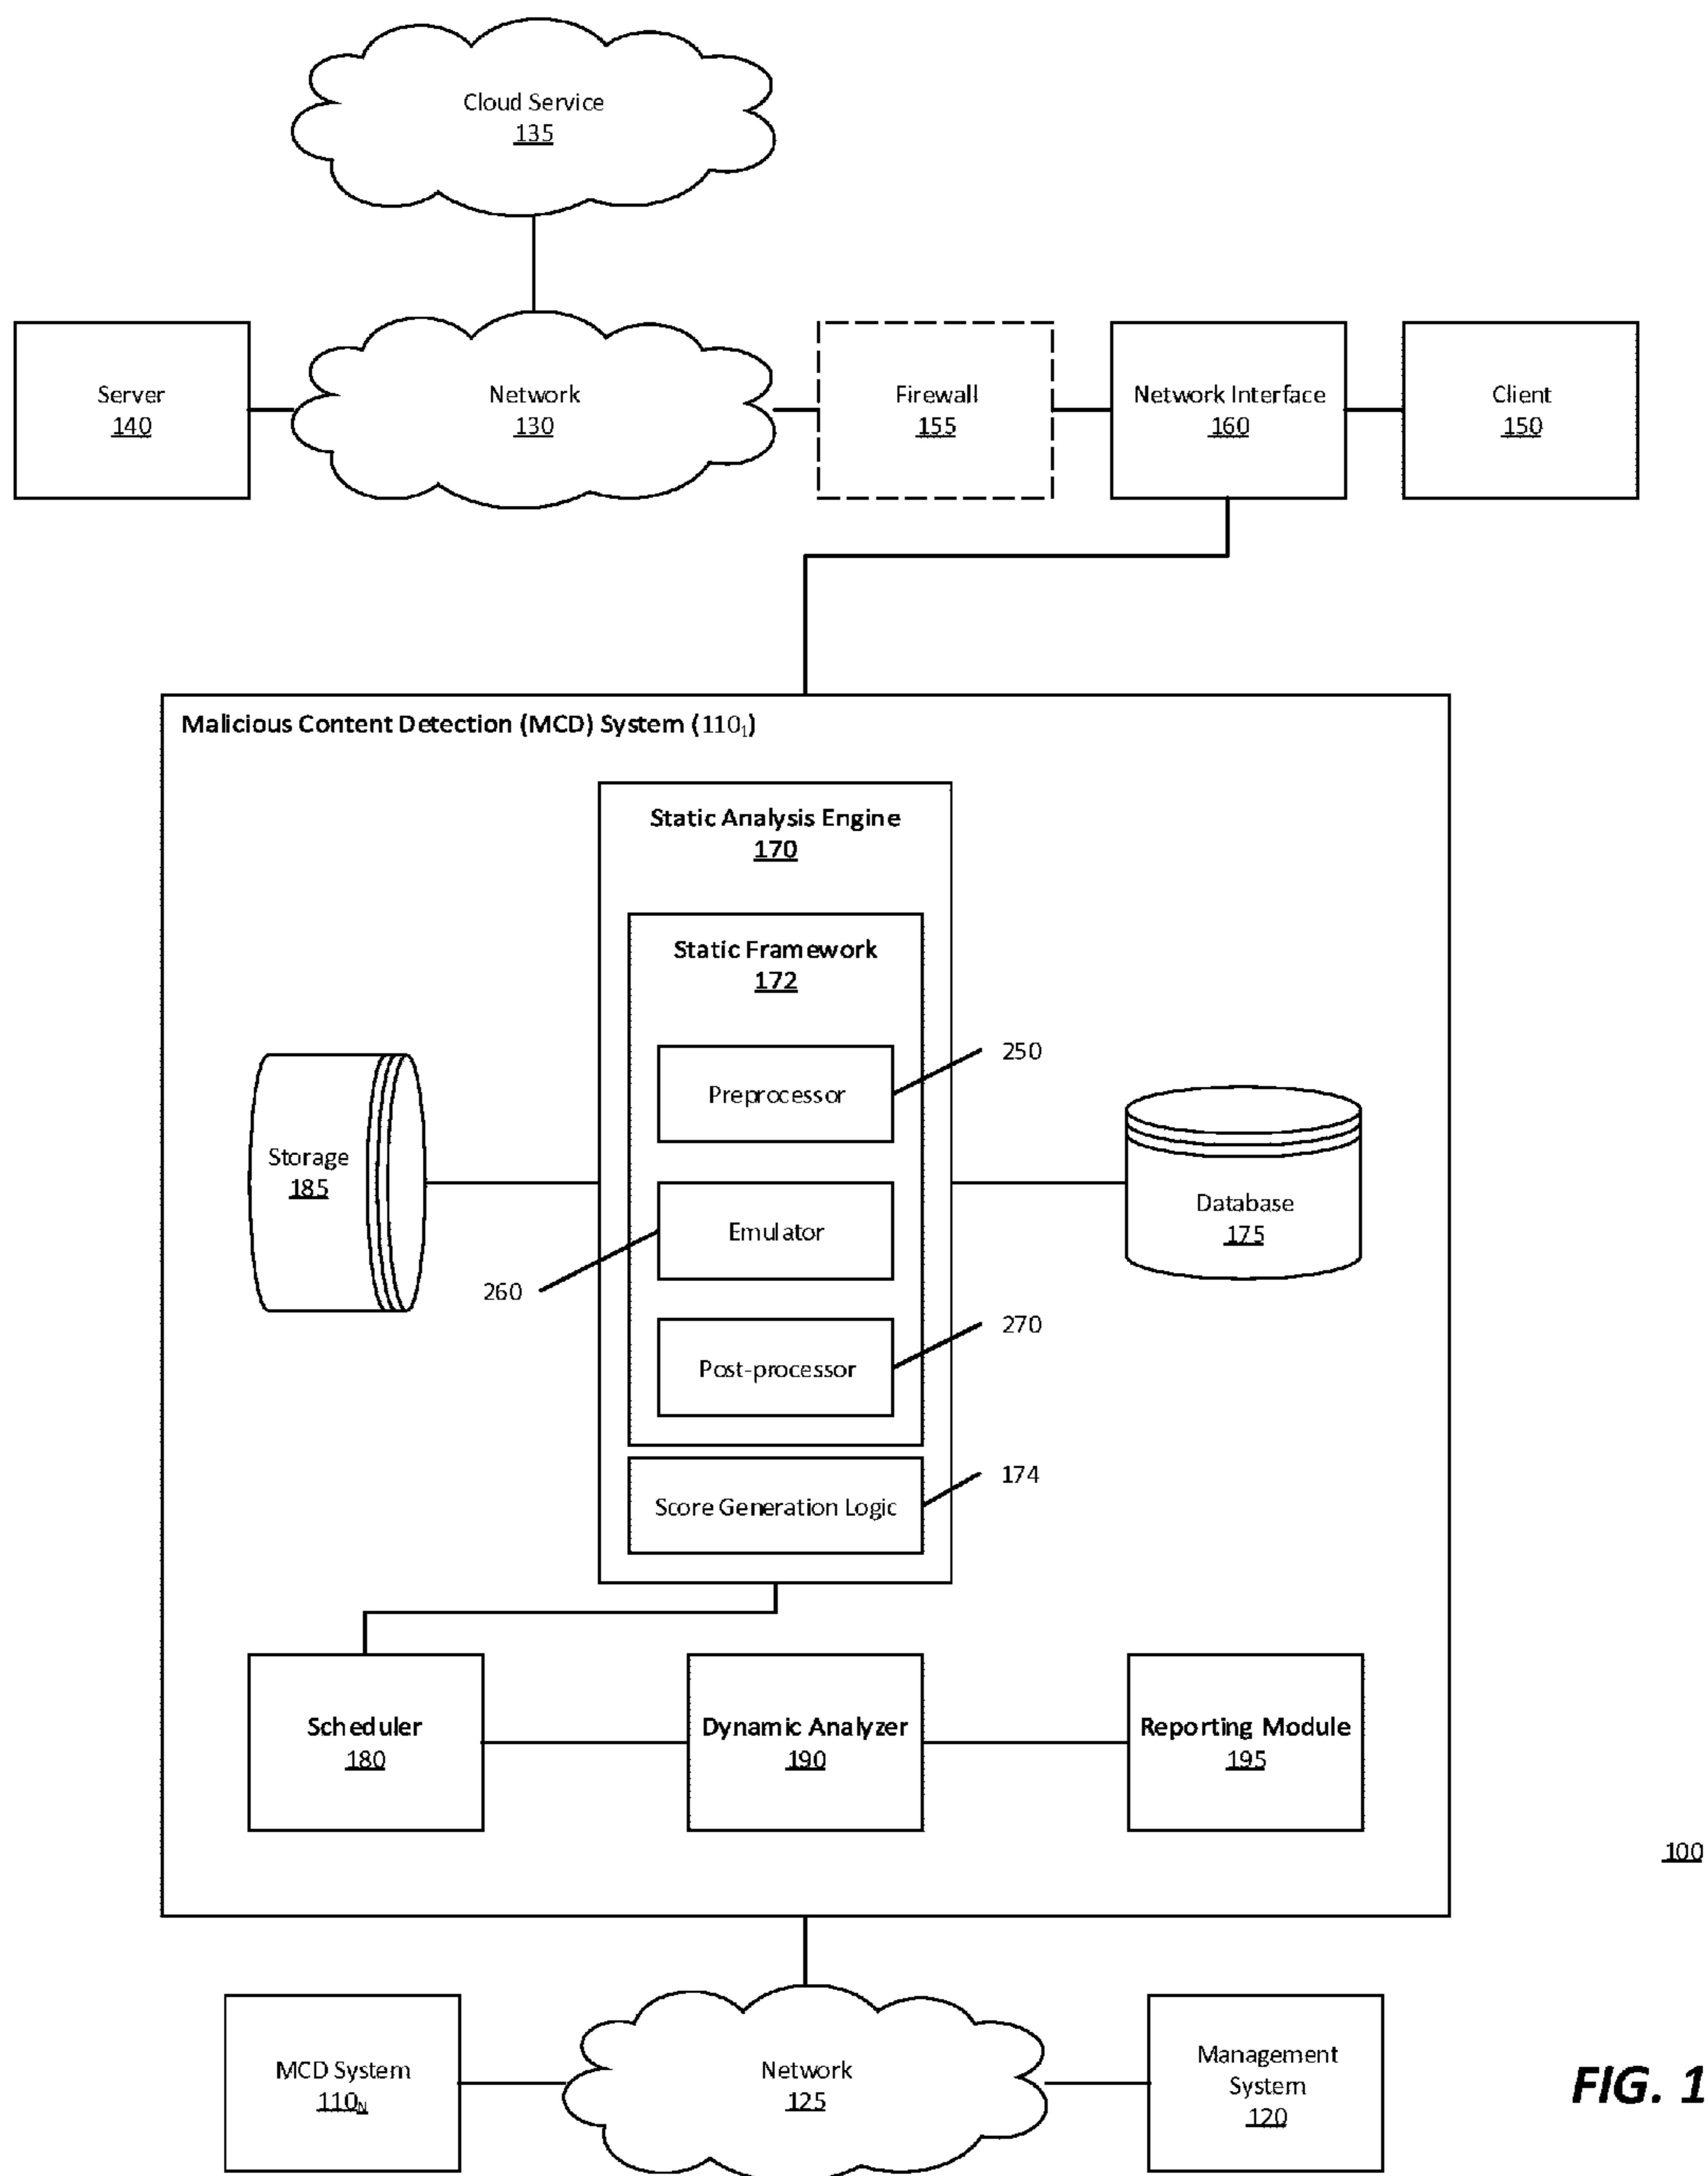 Cloud Service
135
Server
140
Network
130
Firewall
155
Network Interface
160
Client
150
Malicious Content Detection (MCD) System (110₁)
Static Analysis Engine
170
Static Framework
172
250
Preprocessor
Storage
185
Database
175
Emulator
260
270
Post-processor
174
Score Generation Logic
Scheduler
180
Dynamic Analyzer
190
Reporting Module
195
100
MCD System
110N
Network
125
Management
System
120
FIG. 1